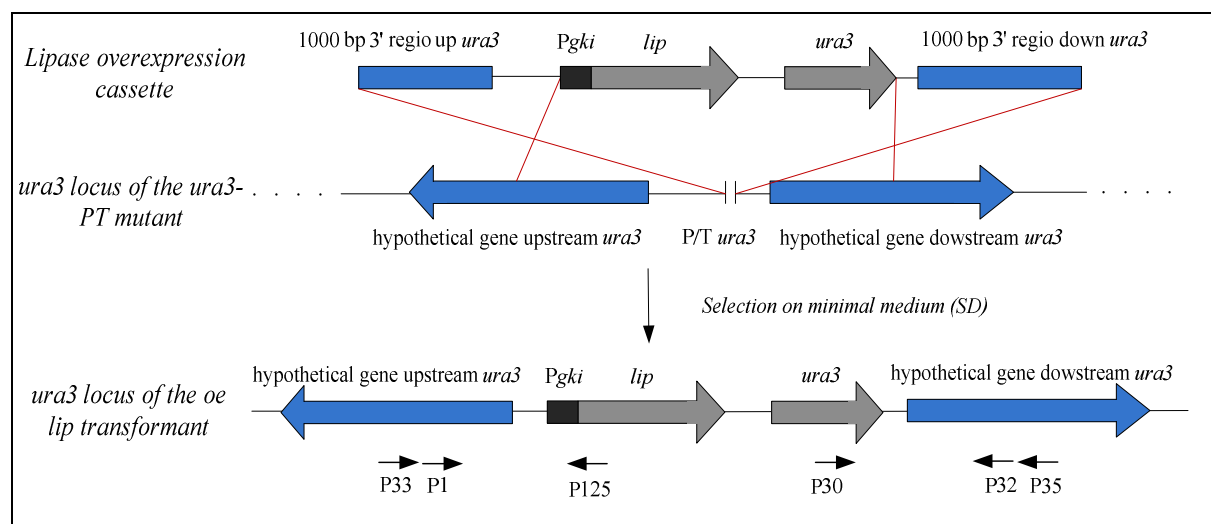 Lipase overexpression
cassette
1000 bp 3' regio up ura3
Pgki
lip
ura3
1000 bp 3' regio down ura3
ura3 locus of the ura3-
PT mutant
. . . .
. . . .
hypothetical gene upstream ura3
P/T ura3
hypothetical gene dowstream ura3
Selection on minimal medium (SD)
ura3 locus of the oe
lip transformant
hypothetical gene upstream ura3
Pgki
lip
ura3
hypothetical gene dowstream ura3
P33
P1
P125
P30
P32
P35